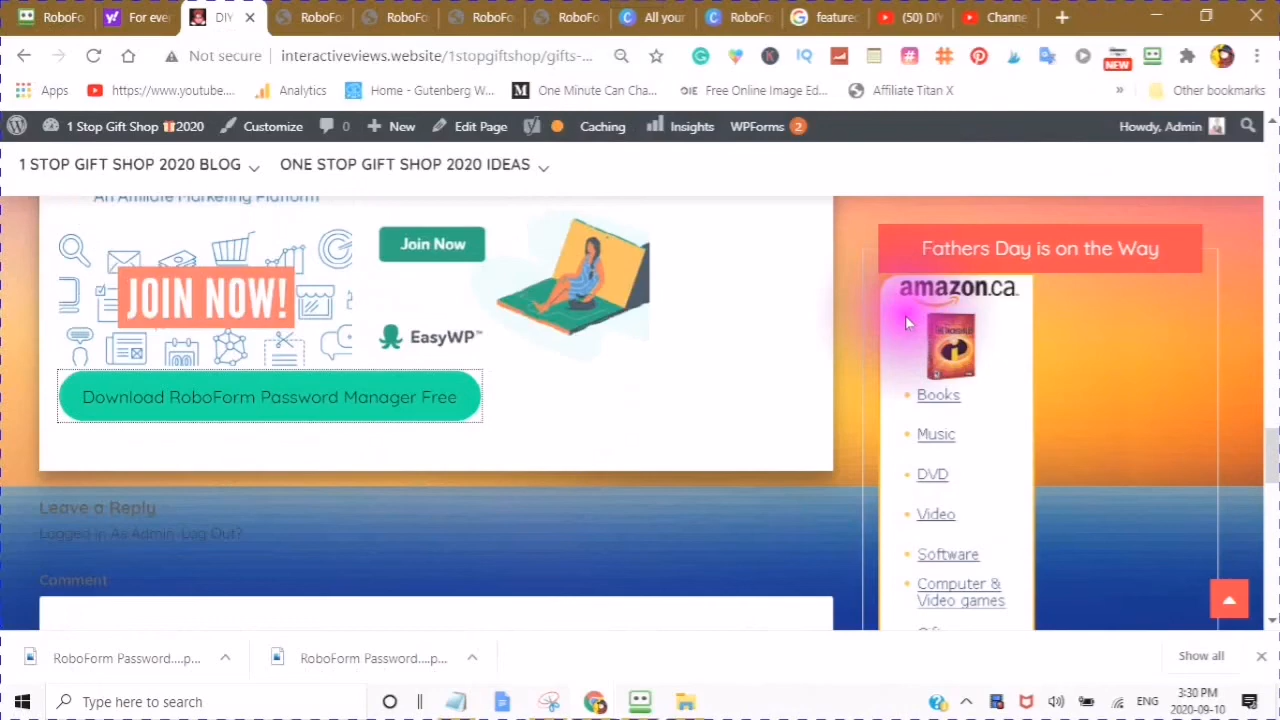 RoboFo
For eve
DIY
RoboFo
RoboFo
RoboFo
RoboFo
All your
RoboFo
feature
(50) DI
Channe
Not secure
interactiveviews.website/1stopgiftshop/gifts-...
NEW
Apps
https://www.youtube....
Analytics
Home - Gutenberg W...
One Minute Can Cha...
Free Online Image Ed...
Affiliate Titan X
»
Other bookmarks
1 Stop Gift Shop 2020
Customize
0
New
Edit Page
Caching
Insights
WPForms 2
Howdy, Admin
1 STOP GIFT SHOP 2020 BLOG
ONE STOP GIFT SHOP 2020 IDEAS
An Affiliate Marketing Platform
JOIN NOW!
Join Now
EasyWP™
Download RoboForm Password Manager Free
Leave a Reply
Logged In As Admin. Log Out?
Comment
Fathers Day is on the Way
amazon.ca
THE INCREDIBLES
Books
Music
DVD
Video
Software
Computer &
Video games
RoboForm Password....p...
RoboForm Password....p...
Show all
Type here to search
ENG
3:30 PM
2020-09-10